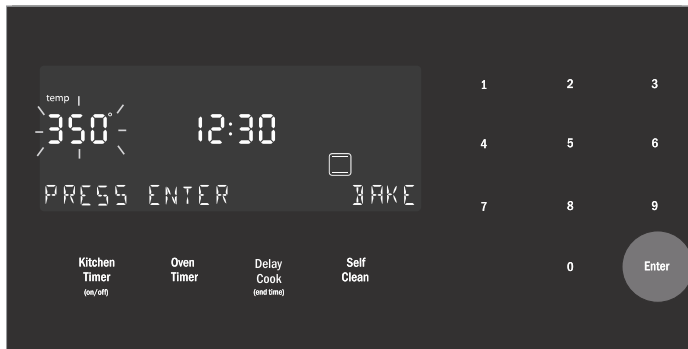 temp
350° 12:30
PRESS ENTER BAKE
Kitchen Timer (on/off)
Oven Timer
Delay Cook (end time)
Self Clean
1 2 3
4 5 6
7 8 9
0 Enter